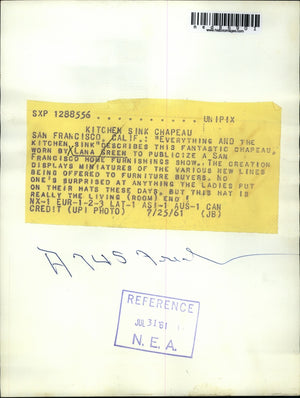 SXP 1288556 . . . . . . . . . . . . . UNIPIX
KITCHEN SINK CHAPEAU
SAN FRANCISCO, CALIF.: "EVERYTHING AND THE
KITCHEN SINK" DESCRIBES THIS FANTASTIC CHAPEAU,
WORN BY LANA GREEN TO PUBLICIZE A SAN
FRANCISCO HOME FURNISHINGS SHOW. THE CREATION
DISPLAYS MINIATURES OF THE VARIOUS NEW LINES
BEING OFFERED TO FURNITURE BUYERS. NO
ONE'S SURPRISED AT ANYTHING THE LADIES PUT
ON THEIR HATS THESE DAYS, BUT THIS HAT IS
REALLY THE LIVING (ROOM) END!
NX-1 EUR-1-2-3 LAT-1 ASI-1 AUS-1 CAN
CREDIT (UPI PHOTO) 7/25/61 (JB)
REFERENCE
JUL 31 '61
N. E. A.